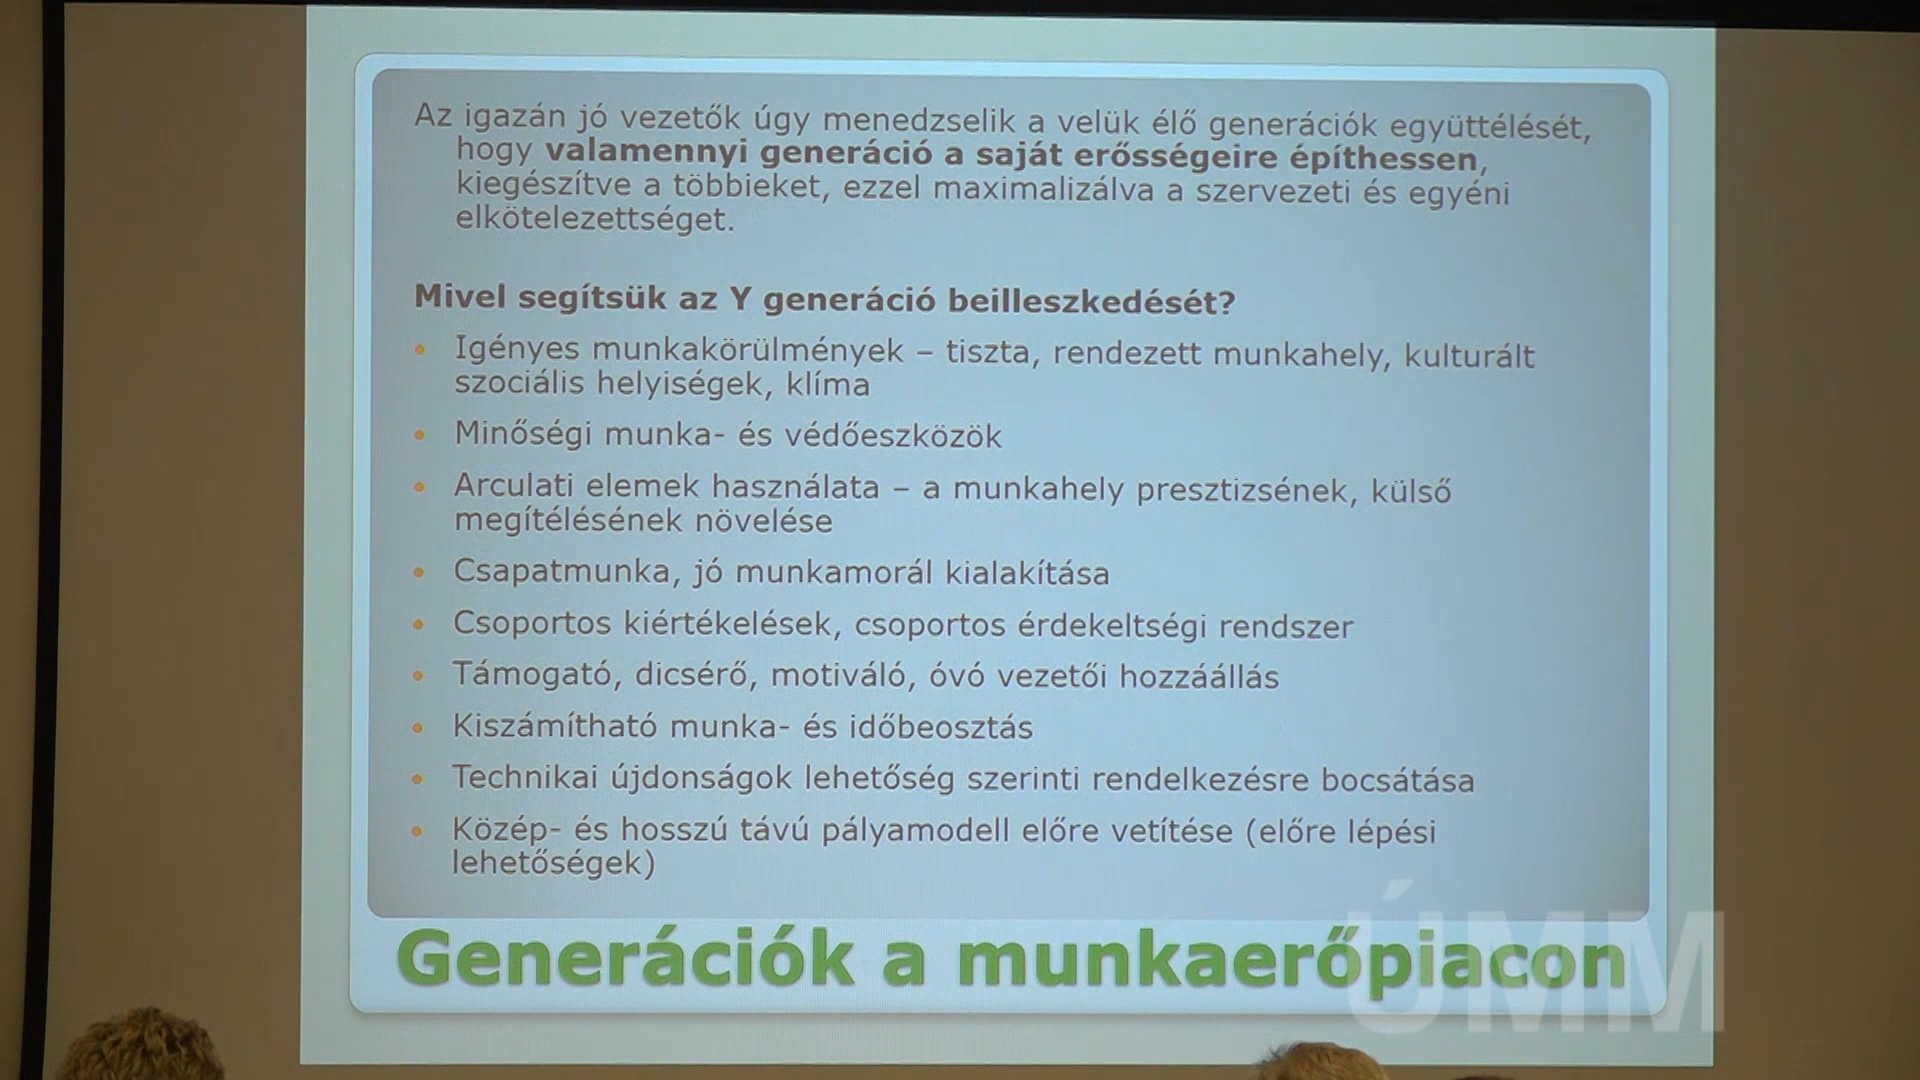 Az igazán jó vezetők úgy menedzselik a velük élő generációk együttélését,
hogy valamennyi generáció a saját erősségeire építhessen,
kiegészítve a többieket, ezzel maximalizálva a szervezeti és egyéni
elkötelezettséget.
Mivel segítsük az Y generáció beilleszkedését?
• Igényes munkakörülmények – tiszta, rendezett munkahely, kulturált
szociális helyiségek, klíma
• Minőségi munka- és védőeszközök
• Arculati elemek használata – a munkahely presztizsének, külső
megítélésének növelése
• Csapatmunka, jó munkamorál kialakítása
• Csoportos kiértékelések, csoportos érdekeltségi rendszer
• Támogató, dicsérő, motiváló, óvó vezetői hozzáállás
• Kiszámítható munka- és időbeosztás
• Technikai újdonságok lehetőség szerinti rendelkezésre bocsátása
• Közép- és hosszú távú pályamodell előre vetítése (előre lépési
lehetőségek)
Generációk a munkaerőpiacon
ÚMM